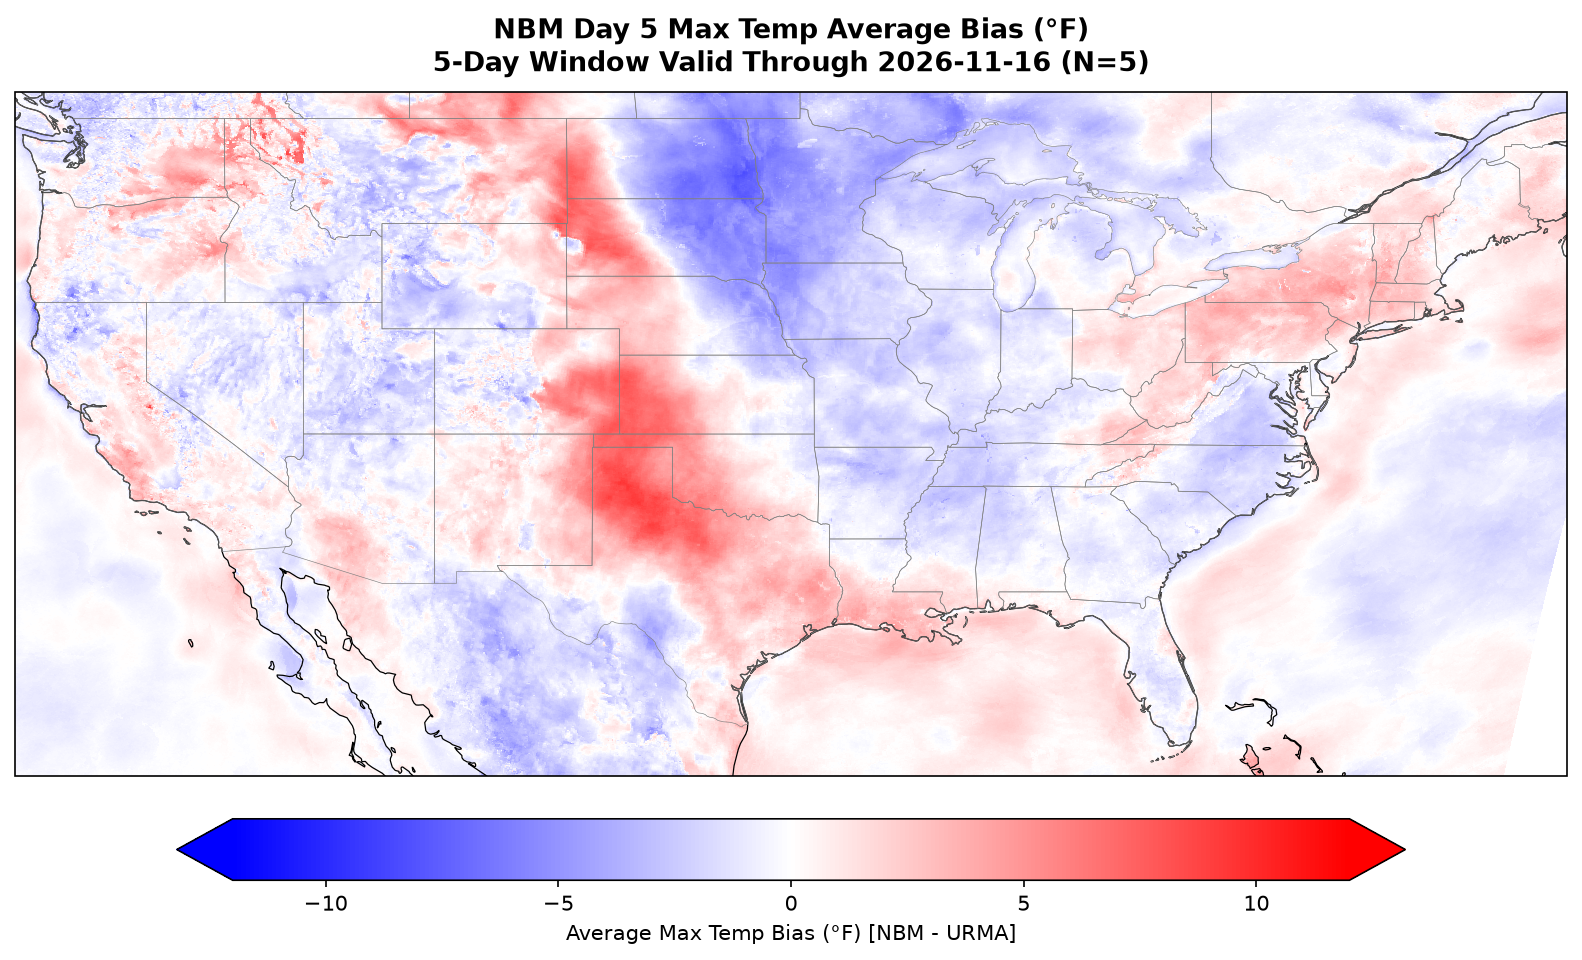 NBM Day 5 Max Temp Average Bias (°F)
5-Day Window Valid Through 2026-11-16 (N=5)
−10
−5
0
5
10
Average Max Temp Bias (°F) [NBM - URMA]